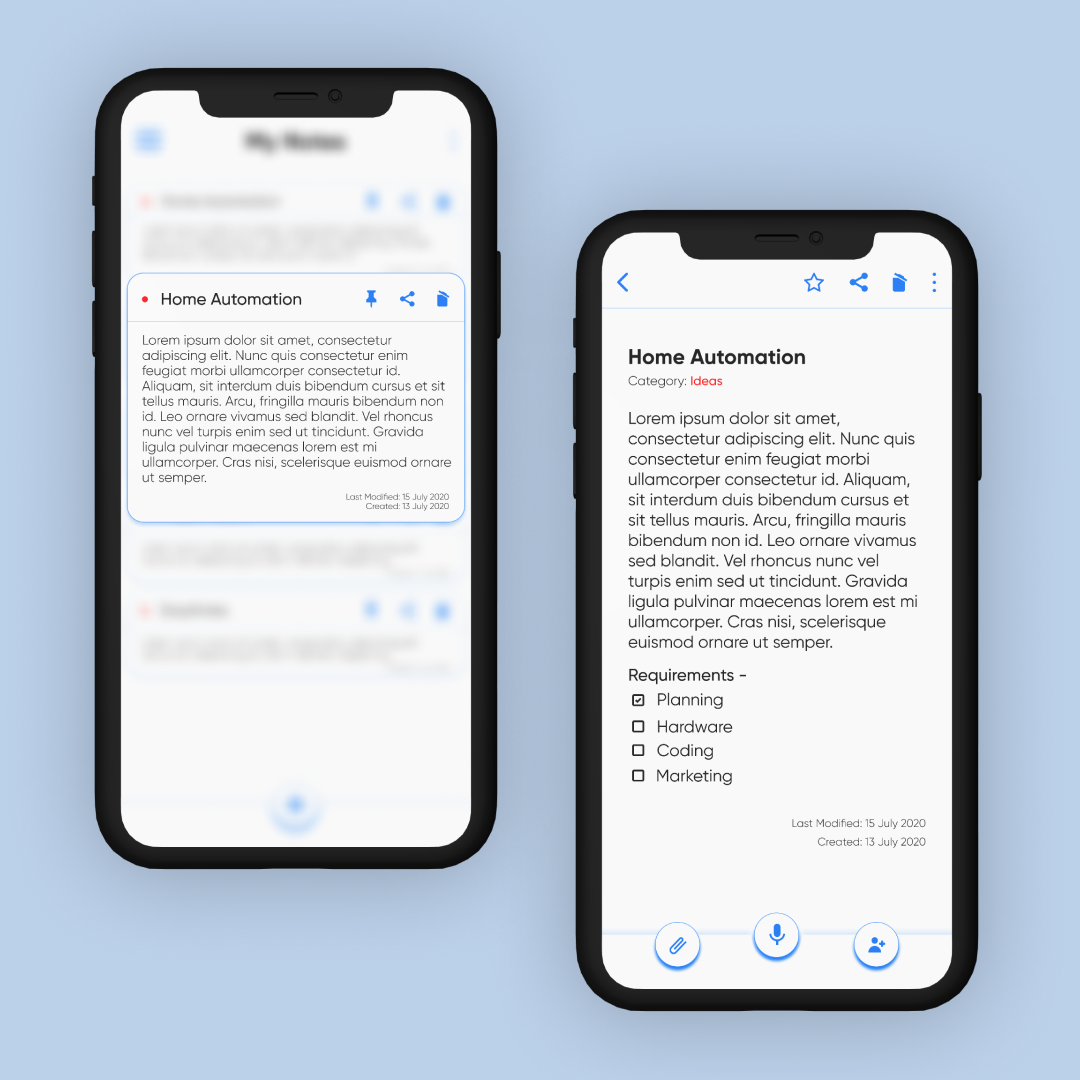 My Notes
Home Automation
Home Automation
Lorem ipsum dolor sit amet, consectetur
adipiscing elit. Nunc quis consectetur enim
feugiat morbi ullamcorper consectetur id.
Aliquam, sit interdum duis bibendum cursus et sit
tellus mauris. Arcu, fringilla mauris bibendum non
id. Leo ornare vivamus sed blandit. Vel rhoncus
nunc vel turpis enim sed ut tincidunt. Gravida
ligula pulvinar maecenas lorem est mi
ullamcorper. Cras nisi, scelerisque euismod ornare
ut semper.
Last Modified: 15 July 2020
Created: 13 July 2020
Home Automation
Category: Ideas
Lorem ipsum dolor sit amet,
consectetur adipiscing elit. Nunc quis
consectetur enim feugiat morbi
ullamcorper consectetur id. Aliquam,
sit interdum duis bibendum cursus et
sit tellus mauris. Arcu, fringilla mauris
bibendum non id. Leo ornare vivamus
sed blandit. Vel rhoncus nunc vel
turpis enim sed ut tincidunt. Gravida
ligula pulvinar maecenas lorem est mi
ullamcorper. Cras nisi, scelerisque
euismod ornare ut semper.
Requirements -
Planning
Hardware
Coding
Marketing
Last Modified: 15 July 2020
Created: 13 July 2020